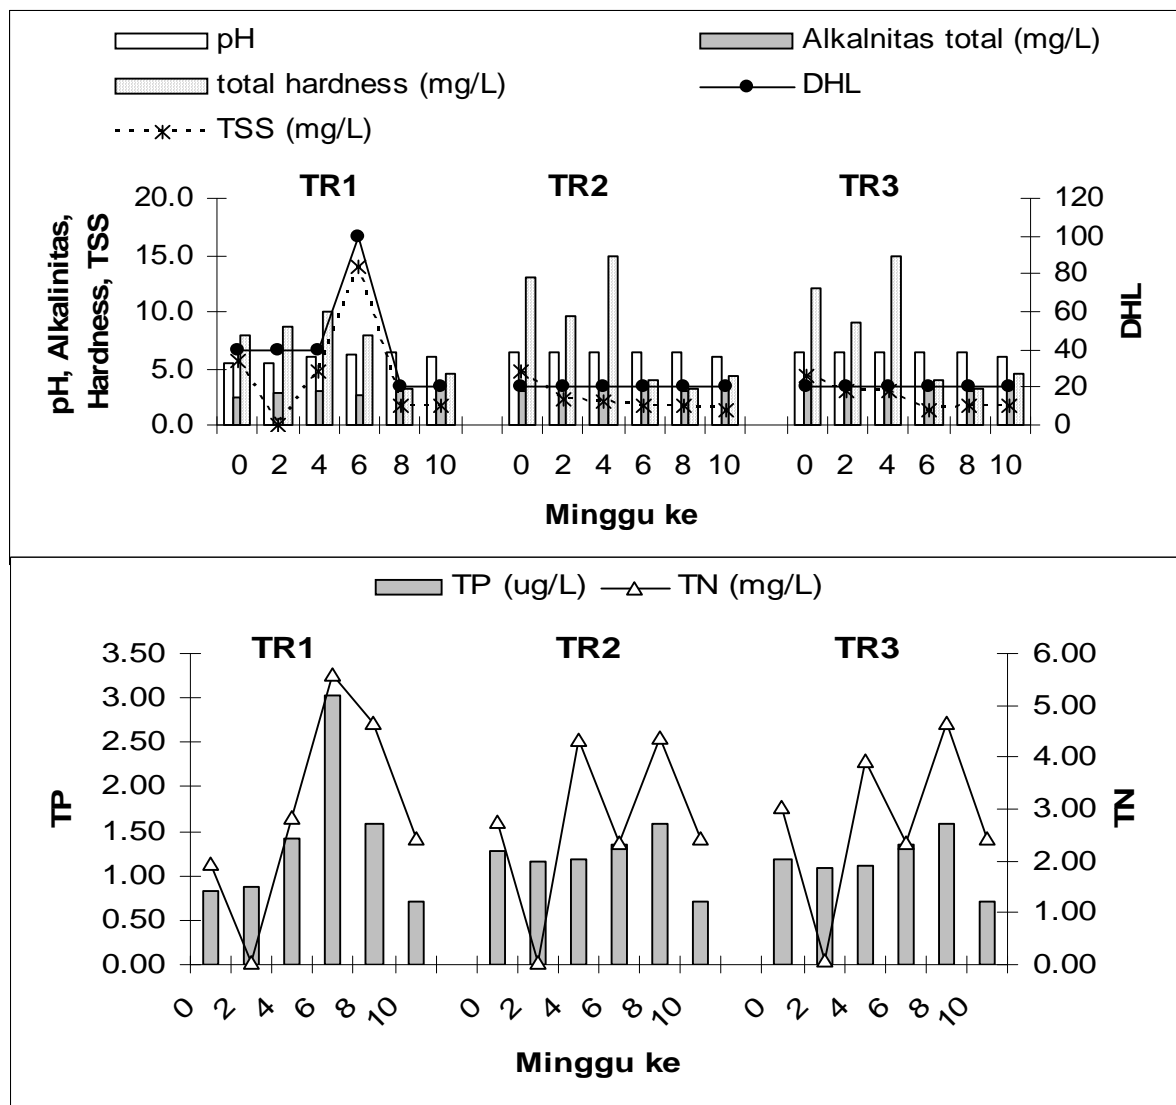 pH
Alkalnitas total (mg/L)
total hardness (mg/L)
DHL
TSS (mg/L)
TR1 TR2 TR3
pH, Alkalinitas,
Hardness, TSS
20.0
15.0
10.0
5.0
0.0
120
100
80
60
40
20
0
DHL
0 2 4 6 8 10 0 2 4 6 8 10 0 2 4 6 8 10
Minggu ke
TP (ug/L) TN (mg/L)
TR1 TR2 TR3
TP
3.50
3.00
2.50
2.00
1.50
1.00
0.50
0.00
6.00
5.00
4.00
3.00
2.00
1.00
0.00
TN
0 2 4 6 8 10 0 2 4 6 8 10 0 2 4 6 8 10
Minggu ke